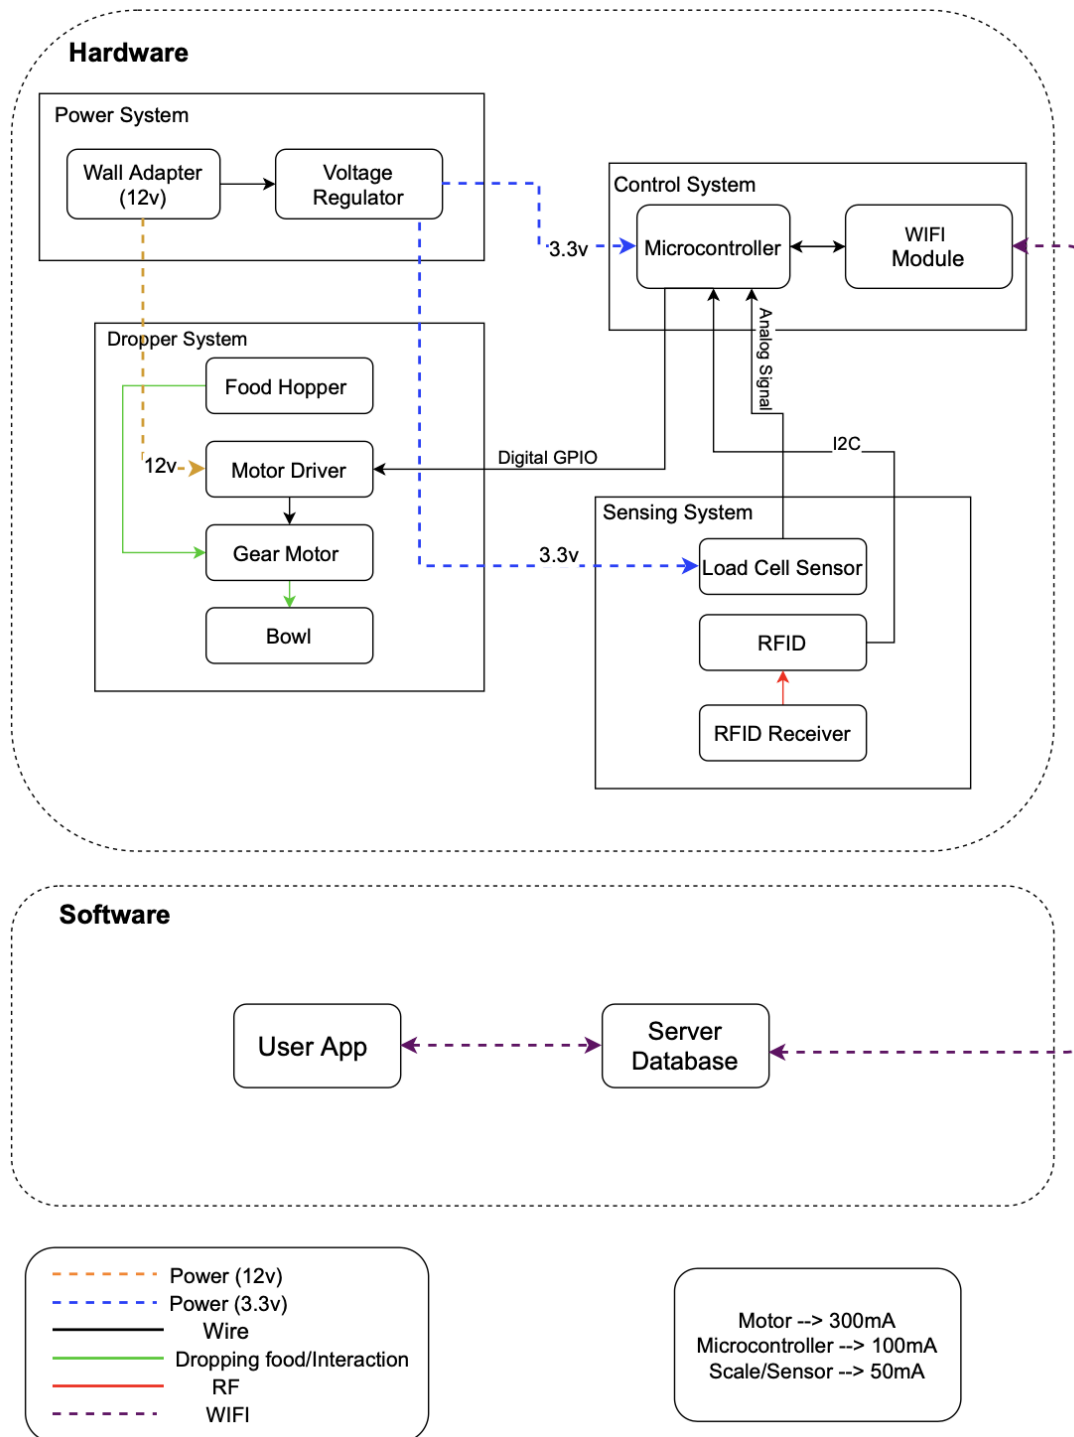 Hardware
Power System
Wall Adapter
(12v)
Voltage
Regulator
Control System
Microcontroller
WIFI
Module
3.3v
Analog Signal
Dropper System
Food Hopper
12v
Motor Driver
Digital GPIO
I2C
Gear Motor
Bowl
Sensing System
3.3v
Load Cell Sensor
RFID
RFID Receiver
Software
User App
Server
Database
Power (12v)
Power (3.3v)
Wire
Dropping food/Interaction
RF
WIFI
Motor --> 300mA
Microcontroller --> 100mA
Scale/Sensor --> 50mA